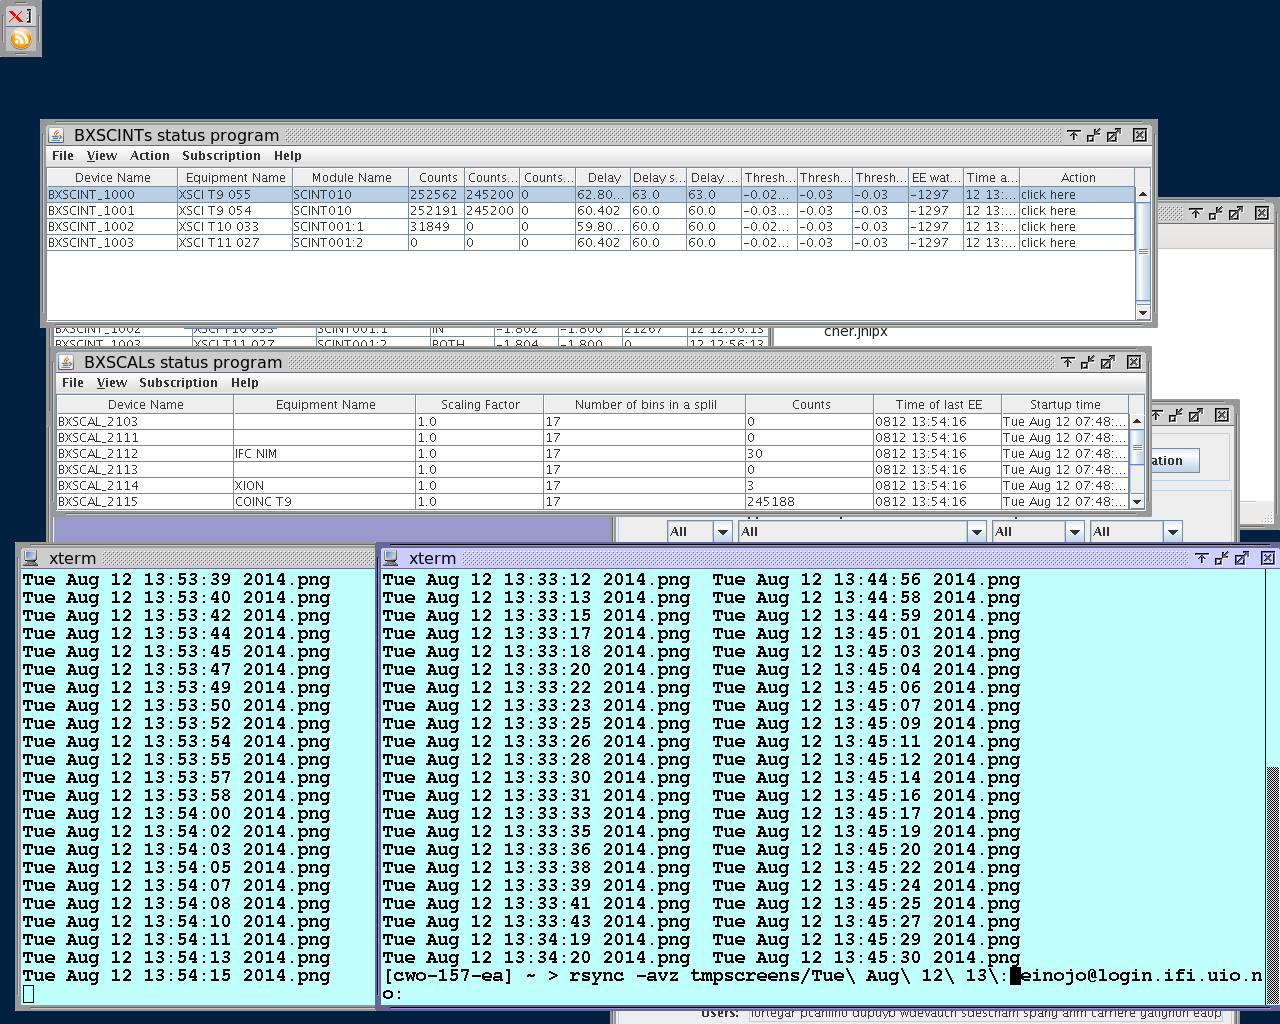 BXSCINTs status program
File View Action Subscription Help
Device Name Equipment Name Module Name Counts Counts... Counts... Delay Delay s... Delay ... Thresh... Thresh... Thresh... EE wat... Time a... Action
BXSCINT_1000 XSCI T9 055 SCINT010 252562 245200 0 62.80... 63.0 63.0 -0.02... -0.03 -0.03 -1297 12 13:... click here
BXSCINT_1001 XSCI T9 054 SCINT010 252191 245200 0 60.402 60.0 60.0 -0.03... -0.03 -0.03 -1297 12 13:... click here
BXSCINT_1002 XSCI T10 033 SCINT001:1 31849 0 0 59.80... 60.0 60.0 -0.02... -0.03 -0.03 -1297 12 13:... click here
BXSCINT_1003 XSCI T11 027 SCINT001:2 0 0 0 60.402 60.0 60.0 -0.02... -0.03 -0.03 -1297 12 13:... click here
BXSCINT_1002 XSCI T10 033 SCINT001:1 IN -1.802 -1.800 21267 12 12:56:13
cher.jnlpx
BXSCINT_1003 XSCI T11 027 SCINT001:2 BOTH -1.804 -1.800 0 12 12:56:13
BXSCALs status program
File View Subscription Help
Device Name Equipment Name Scaling Factor Number of bins in a splil Counts Time of last EE Startup time
BXSCAL_2103 1.0 17 0 0812 13:54:16 Tue Aug 12 07:48:...
BXSCAL_2111 1.0 17 0 0812 13:54:16 Tue Aug 12 07:48:...
BXSCAL_2112 IFC NIM 1.0 17 30 0812 13:54:16 Tue Aug 12 07:48:...
BXSCAL_2113 1.0 17 0 0812 13:54:16 Tue Aug 12 07:48:...
BXSCAL_2114 XION 1.0 17 3 0812 13:54:16 Tue Aug 12 07:48:...
BXSCAL_2115 COINC T9 1.0 17 245188 0812 13:54:16 Tue Aug 12 07:48:...
ation
All All All All
xterm
Tue Aug 12 13:53:39 2014.png
Tue Aug 12 13:53:40 2014.png
Tue Aug 12 13:53:42 2014.png
Tue Aug 12 13:53:44 2014.png
Tue Aug 12 13:53:45 2014.png
Tue Aug 12 13:53:47 2014.png
Tue Aug 12 13:53:49 2014.png
Tue Aug 12 13:53:50 2014.png
Tue Aug 12 13:53:52 2014.png
Tue Aug 12 13:53:54 2014.png
Tue Aug 12 13:53:55 2014.png
Tue Aug 12 13:53:57 2014.png
Tue Aug 12 13:53:58 2014.png
Tue Aug 12 13:54:00 2014.png
Tue Aug 12 13:54:02 2014.png
Tue Aug 12 13:54:03 2014.png
Tue Aug 12 13:54:05 2014.png
Tue Aug 12 13:54:07 2014.png
Tue Aug 12 13:54:08 2014.png
Tue Aug 12 13:54:10 2014.png
Tue Aug 12 13:54:11 2014.png
Tue Aug 12 13:54:13 2014.png
Tue Aug 12 13:54:15 2014.png
xterm
Tue Aug 12 13:33:12 2014.png Tue Aug 12 13:44:56 2014.png
Tue Aug 12 13:33:13 2014.png Tue Aug 12 13:44:58 2014.png
Tue Aug 12 13:33:15 2014.png Tue Aug 12 13:44:59 2014.png
Tue Aug 12 13:33:17 2014.png Tue Aug 12 13:45:01 2014.png
Tue Aug 12 13:33:18 2014.png Tue Aug 12 13:45:03 2014.png
Tue Aug 12 13:33:20 2014.png Tue Aug 12 13:45:04 2014.png
Tue Aug 12 13:33:22 2014.png Tue Aug 12 13:45:06 2014.png
Tue Aug 12 13:33:23 2014.png Tue Aug 12 13:45:07 2014.png
Tue Aug 12 13:33:25 2014.png Tue Aug 12 13:45:09 2014.png
Tue Aug 12 13:33:26 2014.png Tue Aug 12 13:45:11 2014.png
Tue Aug 12 13:33:28 2014.png Tue Aug 12 13:45:12 2014.png
Tue Aug 12 13:33:30 2014.png Tue Aug 12 13:45:14 2014.png
Tue Aug 12 13:33:31 2014.png Tue Aug 12 13:45:16 2014.png
Tue Aug 12 13:33:33 2014.png Tue Aug 12 13:45:17 2014.png
Tue Aug 12 13:33:35 2014.png Tue Aug 12 13:45:19 2014.png
Tue Aug 12 13:33:36 2014.png Tue Aug 12 13:45:20 2014.png
Tue Aug 12 13:33:38 2014.png Tue Aug 12 13:45:22 2014.png
Tue Aug 12 13:33:39 2014.png Tue Aug 12 13:45:24 2014.png
Tue Aug 12 13:33:41 2014.png Tue Aug 12 13:45:25 2014.png
Tue Aug 12 13:33:43 2014.png Tue Aug 12 13:45:27 2014.png
Tue Aug 12 13:34:19 2014.png Tue Aug 12 13:45:29 2014.png
Tue Aug 12 13:34:20 2014.png Tue Aug 12 13:45:30 2014.png
[cwo-157-ea] ~ > rsync -avz tmpscreens/Tue\ Aug\ 12\ 13\: einojo@login.ifi.uio.n
o:
Users: